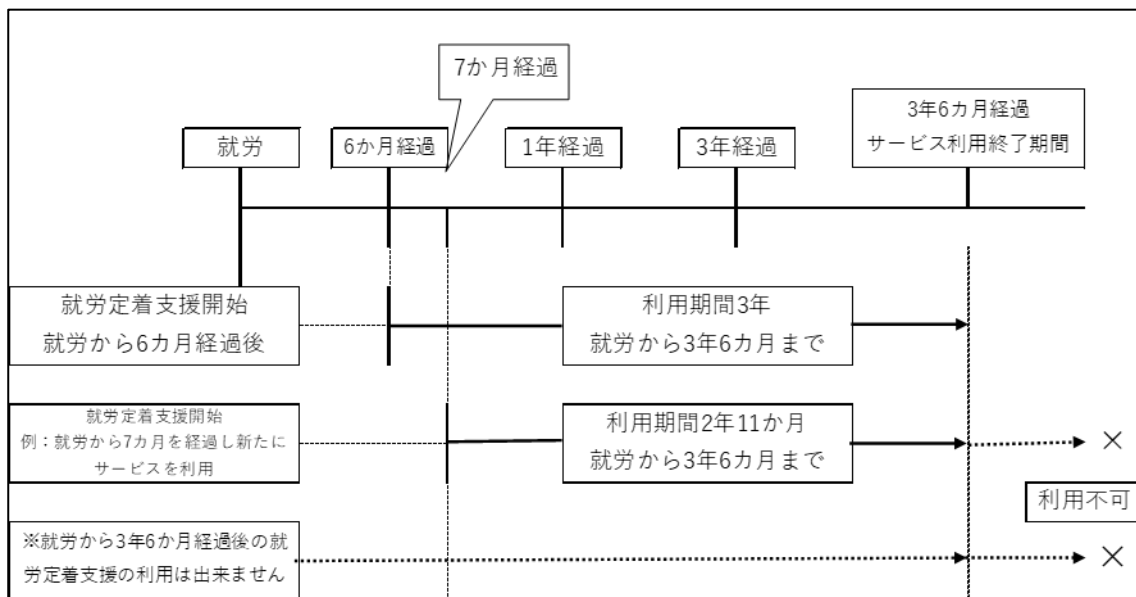 7か月経過
就労
6か月経過
1年経過
3年経過
3年6カ月経過
サービス利用終了期間
就労定着支援開始
就労から6カ月経過後
利用期間3年
就労から3年6カ月まで
就労定着支援開始
例：就労から7カ月を経過し新たに
サービスを利用
利用期間2年11か月
就労から3年6カ月まで
×
利用不可
※就労から3年6か月経過後の就
労定着支援の利用は出来ません
×